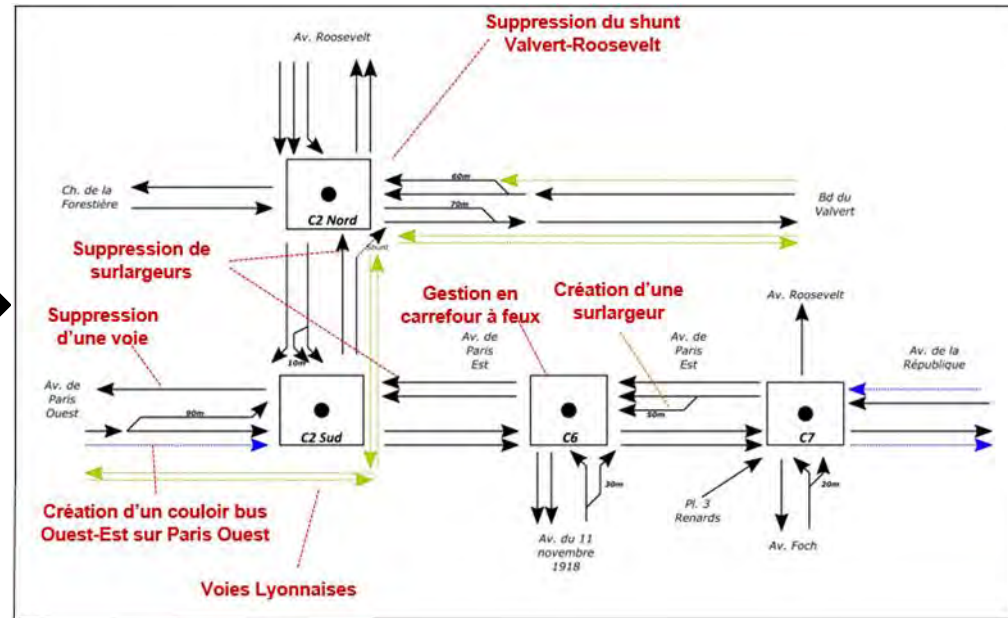 Suppression du shunt
Valvert-Roosevelt
Av. Roosevelt
Ch. de la
Forestière
C2 Nord
60m
70m
Bd du
Valvert
Shunt
Suppression de
surlargeurs
Gestion en
carrefour à feux
Création d'une
surlargeur
Av. Roosevelt
Suppression
d'une voie
10m
Av. de
Paris
Est
Av. de
Paris
Est
Av. de la
République
Av. de
Paris
Ouest
90m
C2 Sud
50m
C6
C7
30m
20m
Pl. 3
Renards
Création d'un couloir bus
Ouest-Est sur Paris Ouest
Av. du 11
novembre
1918
Av. Foch
Voies Lyonnaises